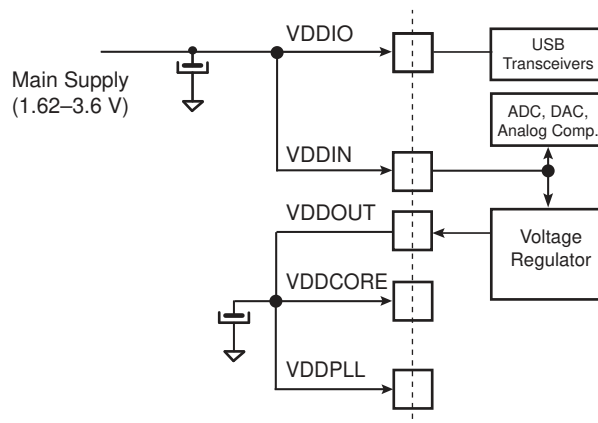 VDDIO
USB
Transceivers
Main Supply
(1.62–3.6 V)
ADC, DAC,
Analog Comp.
VDDIN
VDDOUT
Voltage
Regulator
VDDCORE
VDDPLL